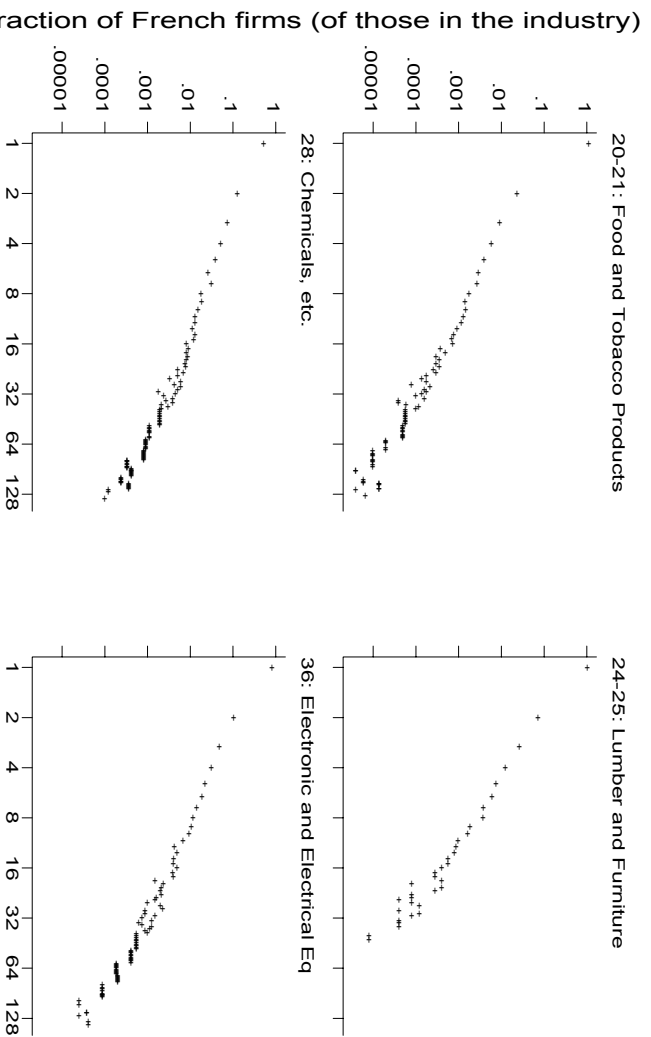 raction of French firms (of those in the industry)
20-21: Food and Tobacco Products
24-25: Lumber and Furniture
1
.1
.01
.001
.0001
.00001
28: Chemicals, etc.
36: Electronic and Electrical Eq
1
.1
.01
.001
.0001
.00001
1 2 4 8 16 32 64 128
1 2 4 8 16 32 64 128